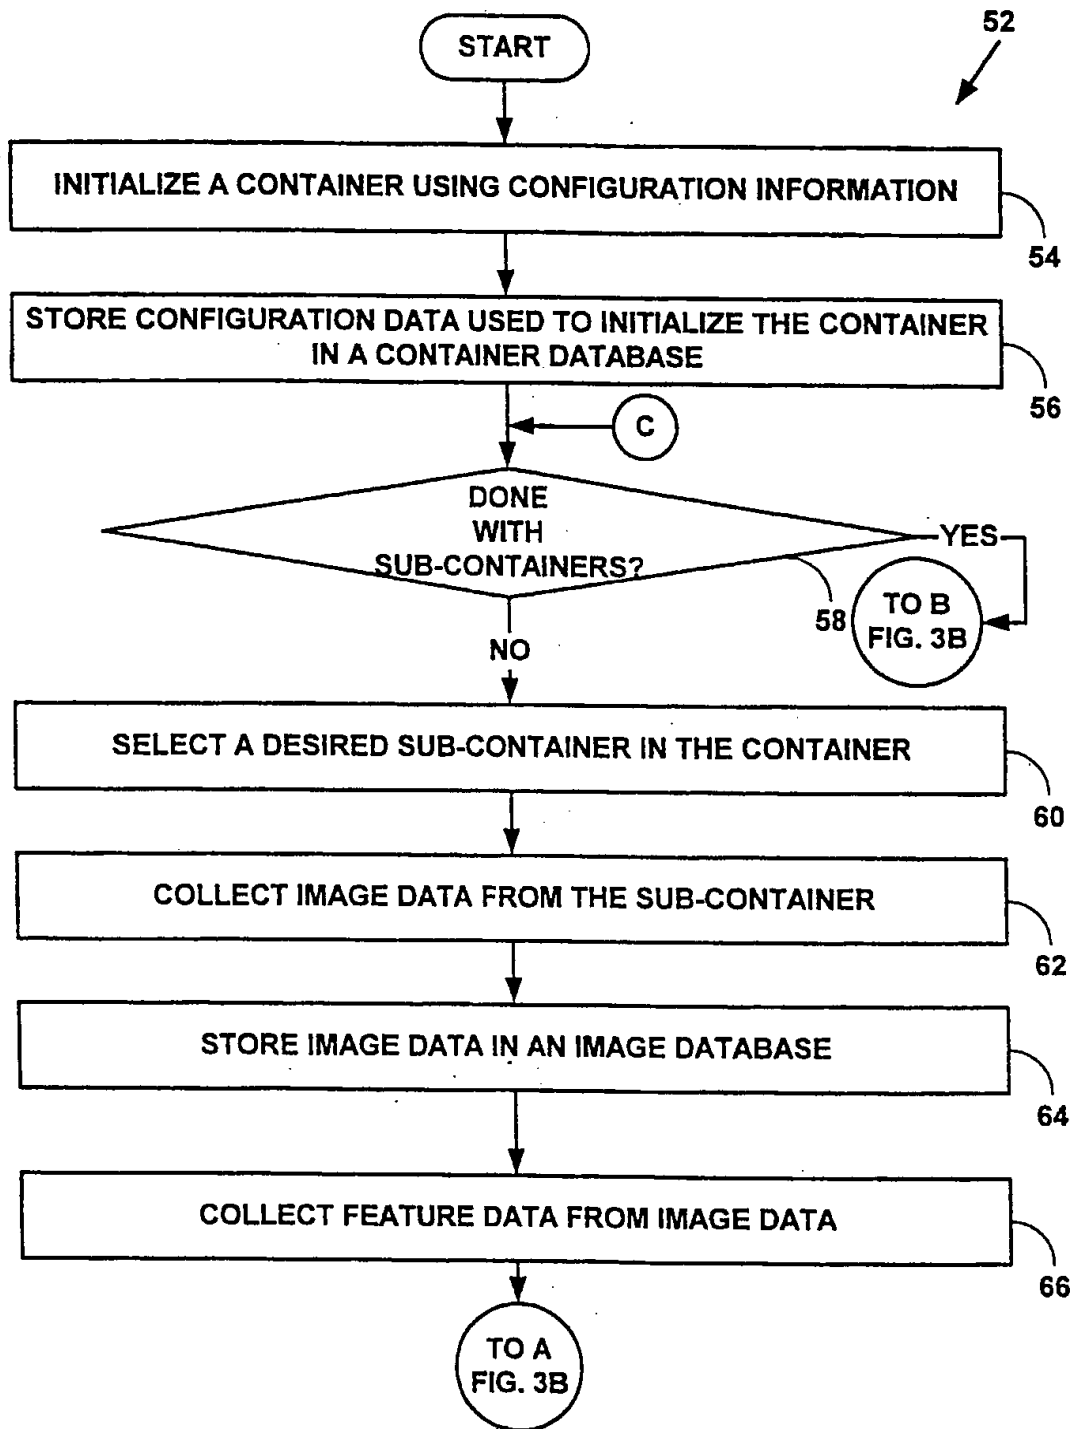 52
START
INITIALIZE A CONTAINER USING CONFIGURATION INFORMATION
54
STORE CONFIGURATION DATA USED TO INITIALIZE THE CONTAINER
IN A CONTAINER DATABASE
56
C
DONE
WITH
SUB-CONTAINERS?
YES
58
TO B
FIG. 3B
NO
SELECT A DESIRED SUB-CONTAINER IN THE CONTAINER
60
COLLECT IMAGE DATA FROM THE SUB-CONTAINER
62
STORE IMAGE DATA IN AN IMAGE DATABASE
64
COLLECT FEATURE DATA FROM IMAGE DATA
66
TO A
FIG. 3B